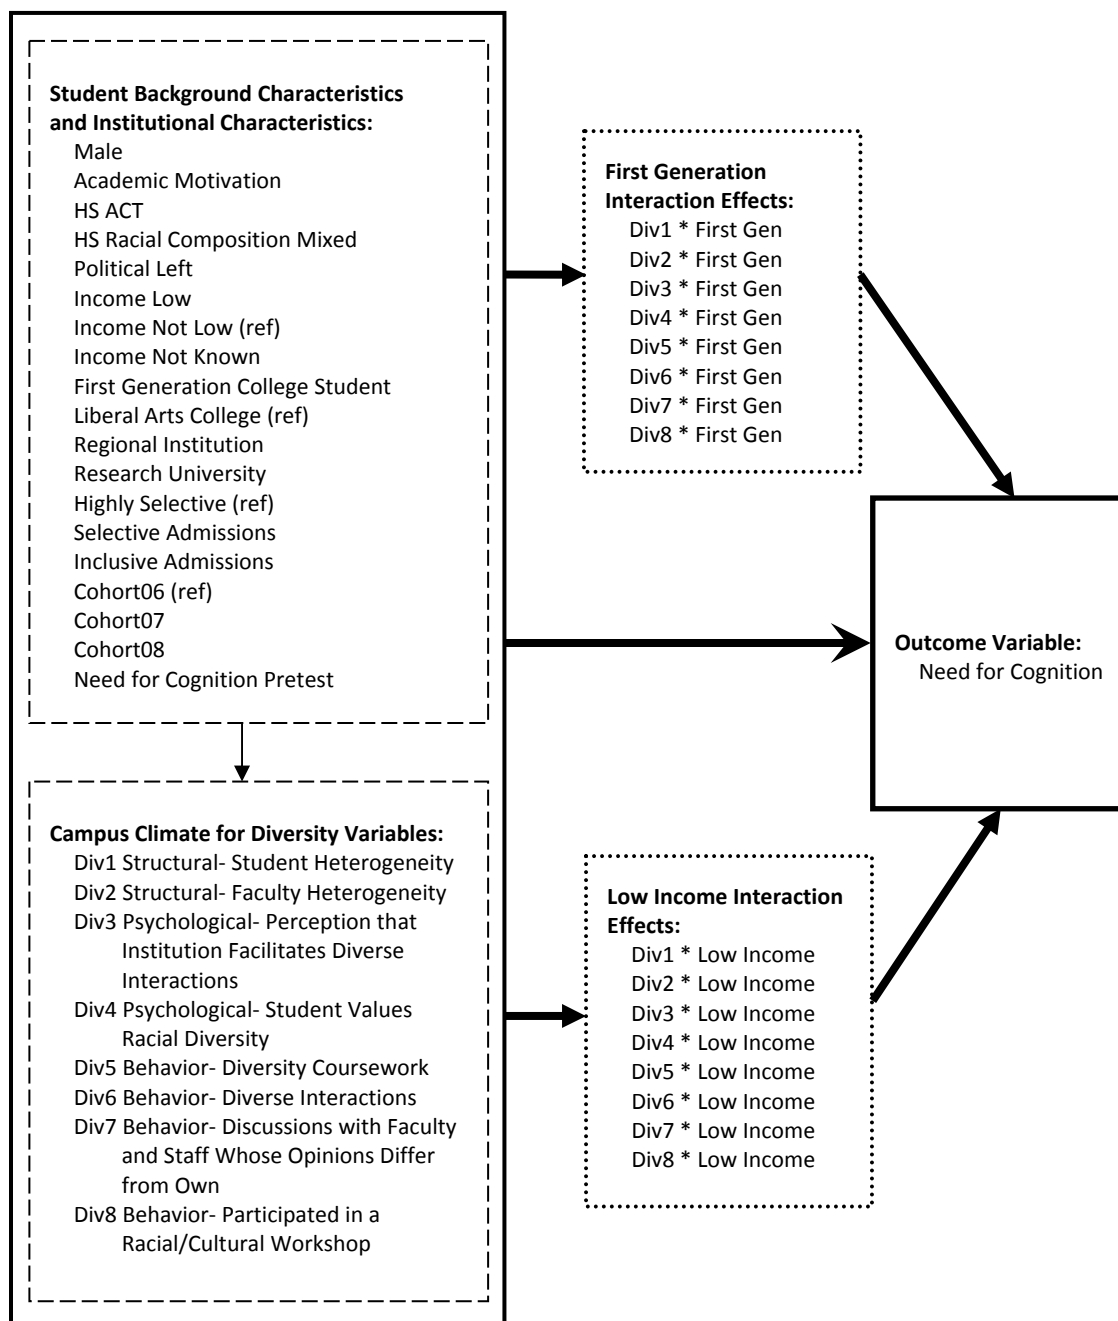 Student Background Characteristics
and Institutional Characteristics:
Male
Academic Motivation
HS ACT
HS Racial Composition Mixed
Political Left
Income Low
Income Not Low (ref)
Income Not Known
First Generation College Student
Liberal Arts College (ref)
Regional Institution
Research University
Highly Selective (ref)
Selective Admissions
Inclusive Admissions
Cohort06 (ref)
Cohort07
Cohort08
Need for Cognition Pretest
Campus Climate for Diversity Variables:
Div1 Structural- Student Heterogeneity
Div2 Structural- Faculty Heterogeneity
Div3 Psychological- Perception that
Institution Facilitates Diverse
Interactions
Div4 Psychological- Student Values
Racial Diversity
Div5 Behavior- Diversity Coursework
Div6 Behavior- Diverse Interactions
Div7 Behavior- Discussions with Faculty
and Staff Whose Opinions Differ
from Own
Div8 Behavior- Participated in a
Racial/Cultural Workshop
First Generation
Interaction Effects:
Div1 * First Gen
Div2 * First Gen
Div3 * First Gen
Div4 * First Gen
Div5 * First Gen
Div6 * First Gen
Div7 * First Gen
Div8 * First Gen
Low Income Interaction
Effects:
Div1 * Low Income
Div2 * Low Income
Div3 * Low Income
Div4 * Low Income
Div5 * Low Income
Div6 * Low Income
Div7 * Low Income
Div8 * Low Income
Outcome Variable:
Need for Cognition